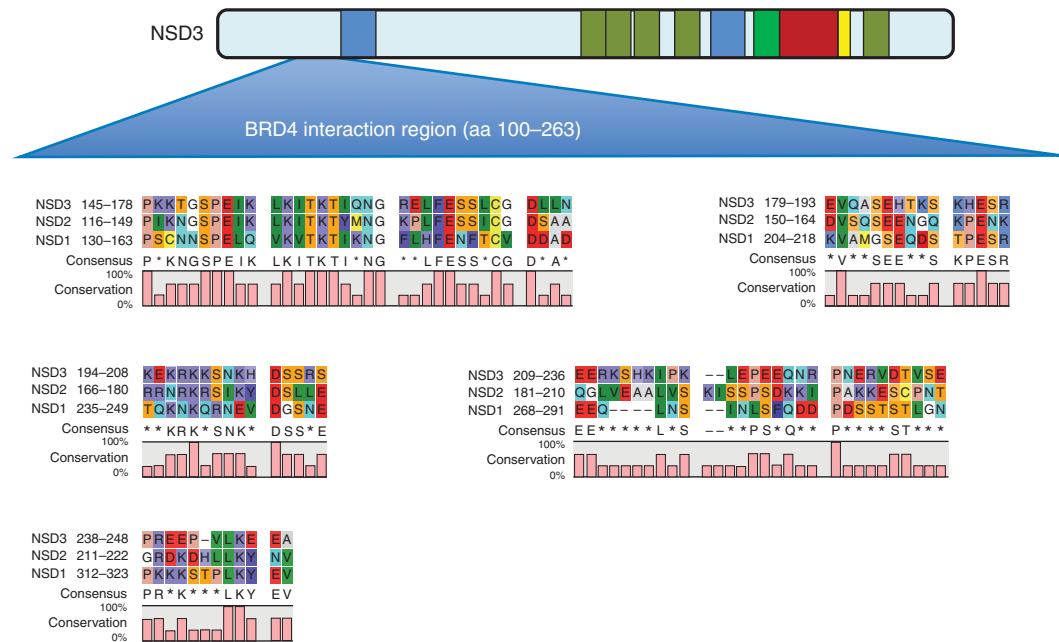 NSD3
BRD4 interaction region (aa 100–263)
NSD3 145–178 PKKTGSPEIK LKITKTIQNG RELFESSLCG DLLN
NSD2 116–149 PIKNGSPEIK LKITKTYMNG KPLFESSICG DSAA
NSD1 130–163 PSCNNSPELQ VKVTKTIKNG FLHFENFTCV DDAD
Consensus P*KNGSPEIK LKITKTI*NG **LFESS*CG D*A*
100%
Conservation
0%
NSD3 179–193 EVQASEHTKS KHESR
NSD2 150–164 DVSQSEENGQ KPENK
NSD1 204–218 KVAMGSEQDS TPESR
Consensus *V**SEE**S KPESR
100%
Conservation
0%
NSD3 194–208 KEKRKKSNKH DSSRS
NSD2 166–180 RRNRKRSIKY DSLLE
NSD1 235–249 TQKNKQRNEV DGSNE
Consensus **KRK*SNK* DSS*E
100%
Conservation
0%
NSD3 209–236 EERKSHKIPK --LEPEEQNR PNERVDTVSE
NSD2 181–210 QGLVEAALVS KISSPSDKKI PAKKESCPNT
NSD1 268–291 EEQ----LNS --INLSFQDD PDSSTSTLGN
Consensus EE*****L*S --**PS*Q** P****ST***
100%
Conservation
0%
NSD3 238–248 PREEP-VLKE EA
NSD2 211–222 GRDKDHLLKY NV
NSD1 312–323 PKKKSTPLKY EV
Consensus PR*K***LKY EV
100%
Conservation
0%